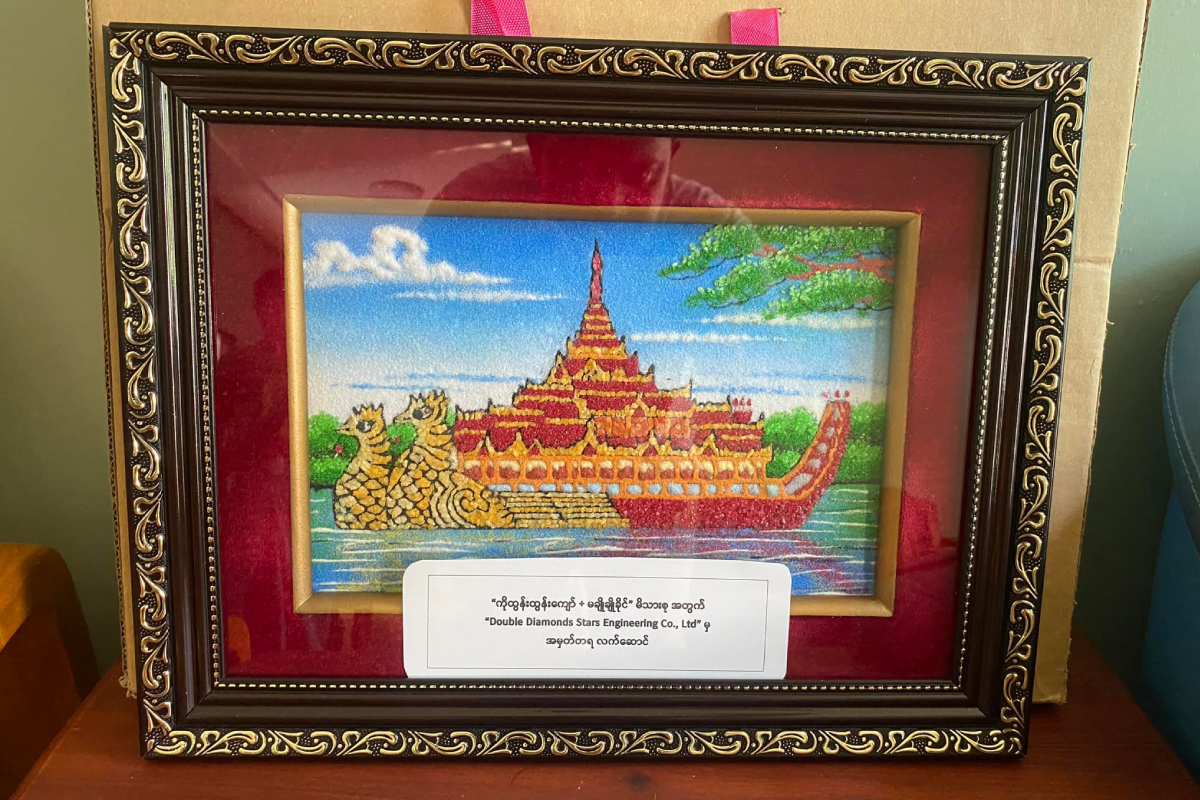 “ကိုထွန်းထွန်းကျော် + မချိုချိုခိုင်” မိသားစု အတွက်
“Double Diamonds Stars Engineering Co., Ltd” မှ
အမှတ်တရ လက်ဆောင်